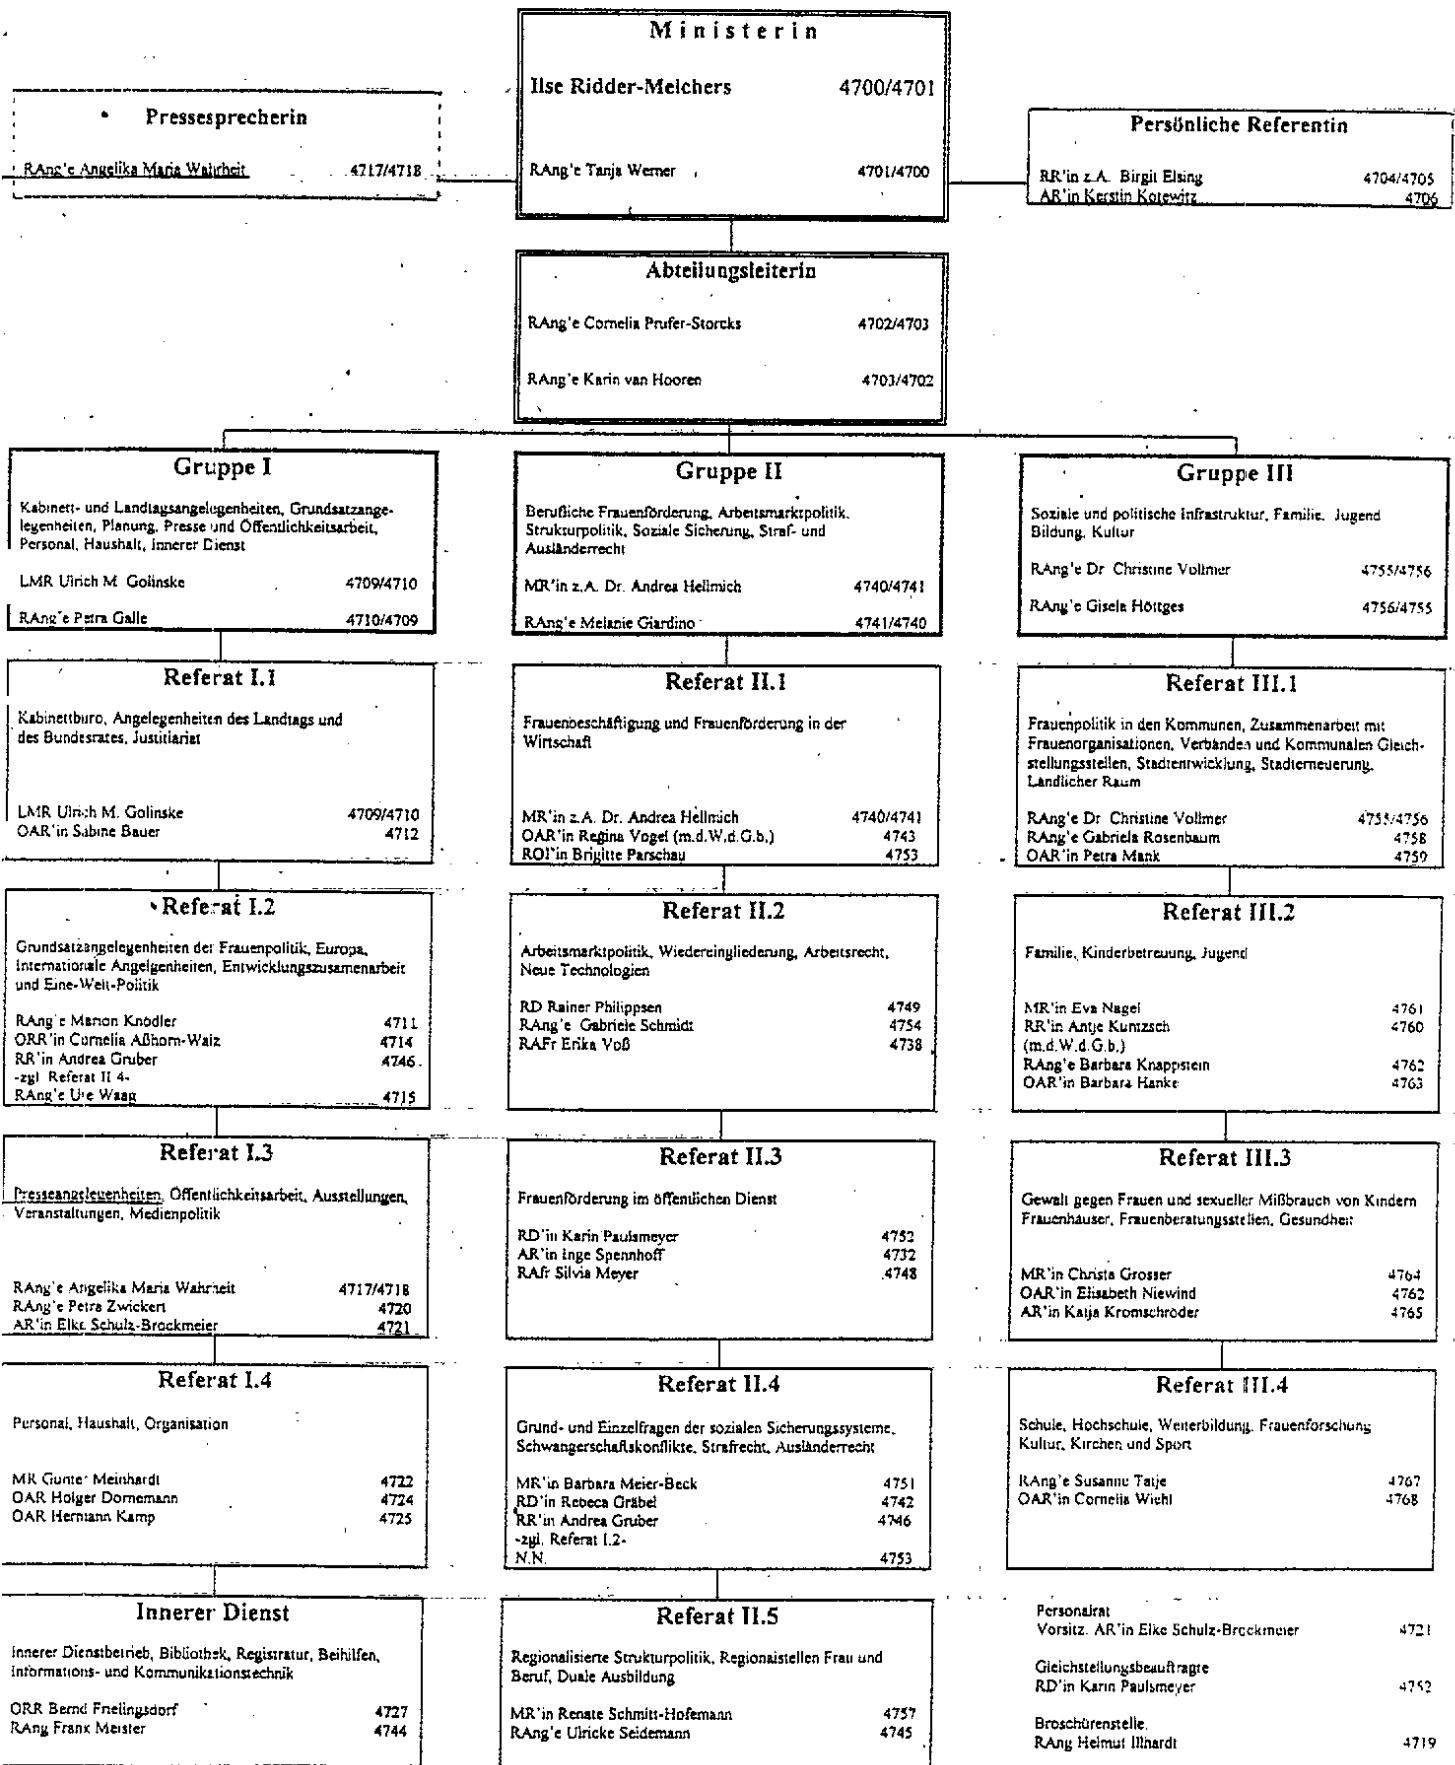 Ministerin
Ilse Ridder-Melchers 4700/4701
RAng'e Tanja Werner 4701/4700
Pressesprecherin
RAng'e Angelika Maria Wahrheit 4717/4718
Persönliche Referentin
RR'in z.A. Birgit Elsing 4704/4705
AR'in Kerstin Kotewitz 4706
Abteilungsleiterin
RAng'e Cornelia Prufer-Storcks 4702/4703
RAng'e Karin van Hooren 4703/4702
Gruppe I
Kabinett- und Landtagsangelegenheiten, Grundsatzange-
legenheiten, Planung, Presse und Öffentlichkeitsarbeit,
Personal, Haushalt, Innerer Dienst
LMR Ulrich M. Golinske 4709/4710
RAng'e Petra Galle 4710/4709
Referat I.1
Kabinettburo, Angelegenheiten des Landtags und
des Bundesrates, Justitiariat
LMR Ulrich M. Golinske 4709/4710
OAR'in Sabine Bauer 4712
Referat I.2
Grundsatzangelegenheiten der Frauenpolitik, Europa,
Internationale Angelgenheiten, Entwicklungszusamenarbeit
und Eine-Welt-Politik
RAng'e Marion Knödler 4711
ORR'in Cornelia Aßhorn-Waiz 4714
RR'in Andrea Gruber 4746
-zgl. Referat II 4-
RAng'e Ute Waag 4715
Referat I.3
Presseangelegenheiten, Öffentlichkeitsarbeit, Ausstellungen,
Veranstaltungen, Medienpolitik
RAng'e Angelika Maria Wahrheit 4717/4718
RAng'e Petra Zwickert 4720
AR'in Elke Schulz-Brockmeier 4721
Referat I.4
Personal, Haushalt, Organisation
MR Gunter Meinhardt 4722
OAR Holger Dornemann 4724
OAR Hermann Kamp 4725
Innerer Dienst
Innerer Dienstbetrieb, Bibliothek, Registratur, Beihilfen,
Informations- und Kommunikationstechnik
ORR Bernd Frielingsdorf 4727
RAng Frank Meister 4744
Gruppe II
Berufliche Frauenförderung, Arbeitsmarktpolitik,
Strukturpolitik, Soziale Sicherung, Straf- und
Ausländerrecht
MR'in z.A. Dr. Andrea Hellmich 4740/4741
RAng'e Melanie Giardino 4741/4740
Referat II.1
Frauenbeschäftigung und Frauenförderung in der
Wirtschaft
MR'in z.A. Dr. Andrea Hellmich 4740/4741
OAR'in Regina Vogel (m.d.W.d.G.b.) 4743
ROI'in Brigitte Parschau 4753
Referat II.2
Arbeitsmarktpolitik, Wiedereingliederung, Arbeitsrecht,
Neue Technologien
RD Rainer Philippsen 4749
RAng'e Gabriele Schmidt 4754
RAFr Erika Voß 4738
Referat II.3
Frauenförderung im öffentlichen Dienst
RD'in Karin Paulsmeyer 4752
AR'in Inge Spennhoff 4732
RAfr Silvia Meyer 4748
Referat II.4
Grund- und Einzelfragen der sozialen Sicherungssysteme,
Schwangerschaftskonflikte, Strafrecht, Ausländerrecht
MR'in Barbara Meier-Beck 4751
RD'in Rebeca Gräbel 4742
RR'in Andrea Gruber 4746
-zgl. Referat I.2-
N.N. 4753
Referat II.5
Regionalisierte Strukturpolitik, Regionalstellen Frau und
Beruf, Duale Ausbildung
MR'in Renate Schmitt-Hofemann 4757
RAng'e Ulricke Seidemann 4745
Gruppe III
Soziale und politische Infrastruktur, Familie, Jugend
Bildung, Kultur
RAng'e Dr. Christine Vollmer 4755/4756
RAng'e Gisela Höttges 4756/4755
Referat III.1
Frauenpolitik in den Kommunen, Zusammenarbeit mit
Frauenorganisationen, Verbänden und Kommunalen Gleich-
stellungsstellen, Stadtentwicklung, Stadterneuerung,
Landlicher Raum
RAng'e Dr. Christine Vollmer 4755/4756
RAng'e Gabriela Rosenbaum 4758
OAR'in Petra Mank 4759
Referat III.2
Familie, Kinderbetreuung, Jugend
MR'in Eva Nagel 4761
RR'in Antje Kuntzsch 4760
(m.d.W.d.G.b.)
RAng'e Barbara Knappstein 4762
OAR'in Barbara Hanke 4763
Referat III.3
Gewalt gegen Frauen und sexueller Mißbrauch von Kindern
Frauenhäuser, Frauenberatungsstellen, Gesundheit
MR'in Christa Grosser 4764
OAR'in Elisabeth Niewind 4762
AR'in Katja Kromschröder 4765
Referat III.4
Schule, Hochschule, Weiterbildung, Frauenforschung
Kultur, Kirchen und Sport
RAng'e Susanne Tatje 4767
OAR'in Cornelia Wiehl 4768
Personalrat
Vorsitz. AR'in Elke Schulz-Brockmeier 4721
Gleichstellungsbeauftragte
RD'in Karin Paulsmeyer 4752
Broschürenstelle.
RAng Helmut Illhardt 4719